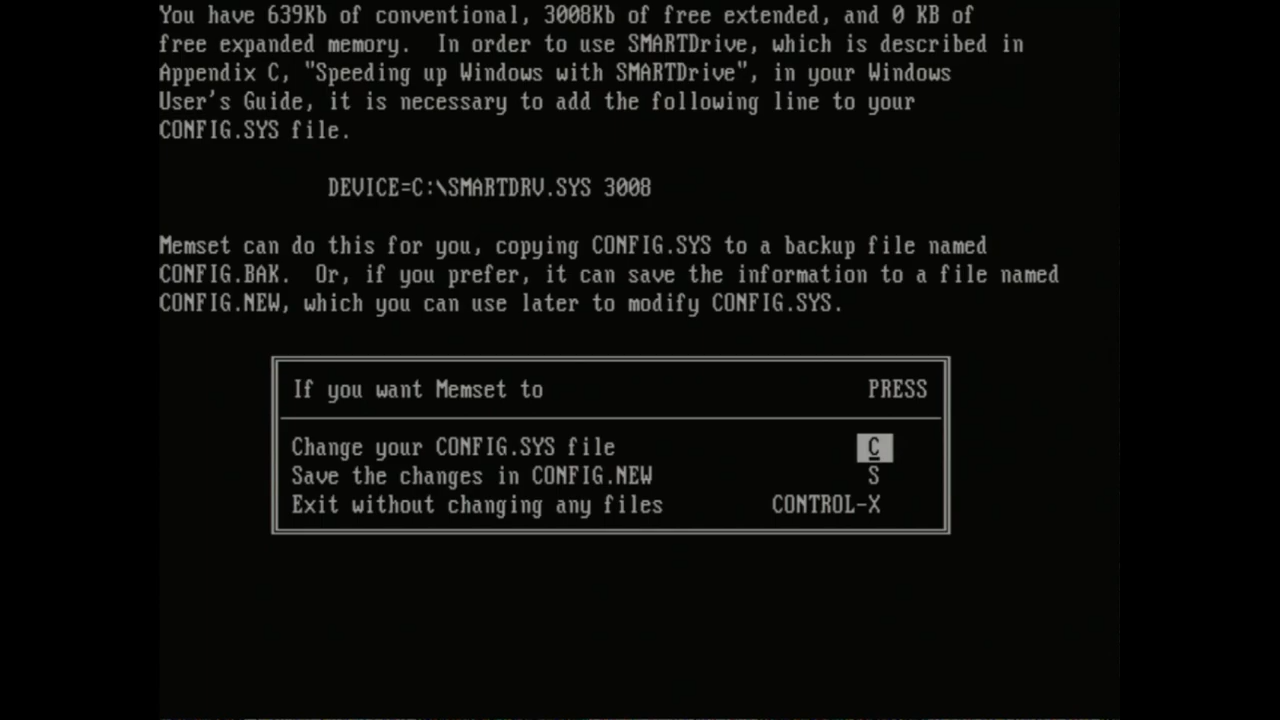 You have 639Kb of conventional, 3008Kb of free extended, and 0 KB of
free expanded memory.  In order to use SMARTDrive, which is described in
Appendix C, "Speeding up Windows with SMARTDrive", in your Windows
User's Guide, it is necessary to add the following line to your
CONFIG.SYS file.
DEVICE=C:\SMARTDRV.SYS 3008
Memset can do this for you, copying CONFIG.SYS to a backup file named
CONFIG.BAK.  Or, if you prefer, it can save the information to a file named
CONFIG.NEW, which you can use later to modify CONFIG.SYS.
If you want Memset to PRESS
Change your CONFIG.SYS file C
Save the changes in CONFIG.NEW S
Exit without changing any files CONTROL-X